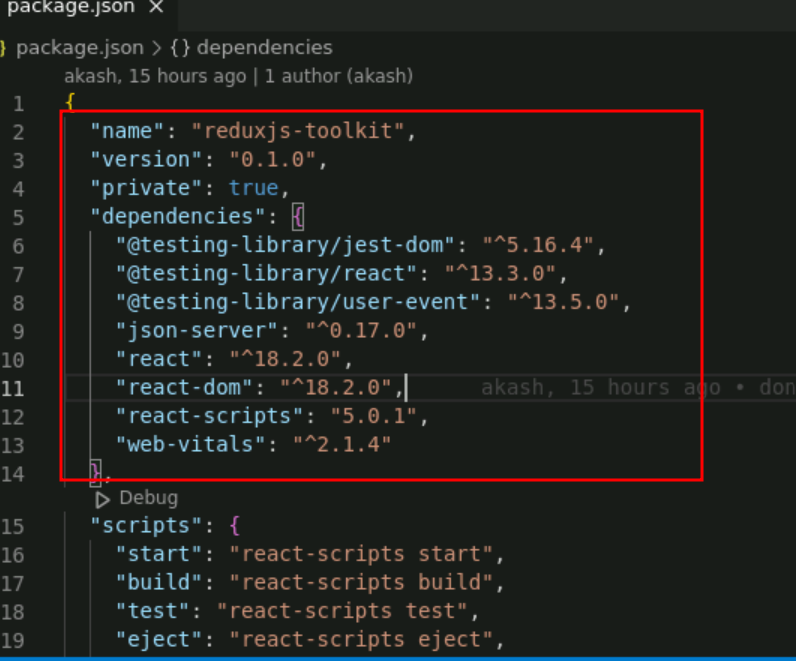 package.json ×
{} package.json > {} dependencies
akash, 15 hours ago | 1 author (akash)
1 {
2 "name": "reduxjs-toolkit",
3 "version": "0.1.0",
4 "private": true,
5 "dependencies": {
6 "@testing-library/jest-dom": "^5.16.4",
7 "@testing-library/react": "^13.3.0",
8 "@testing-library/user-event": "^13.5.0",
9 "json-server": "^0.17.0",
10 "react": "^18.2.0",
11 "react-dom": "^18.2.0", akash, 15 hours ago • don
12 "react-scripts": "5.0.1",
13 "web-vitals": "^2.1.4"
14 },
Debug
15 "scripts": {
16 "start": "react-scripts start",
17 "build": "react-scripts build",
18 "test": "react-scripts test",
19 "eject": "react-scripts eject",